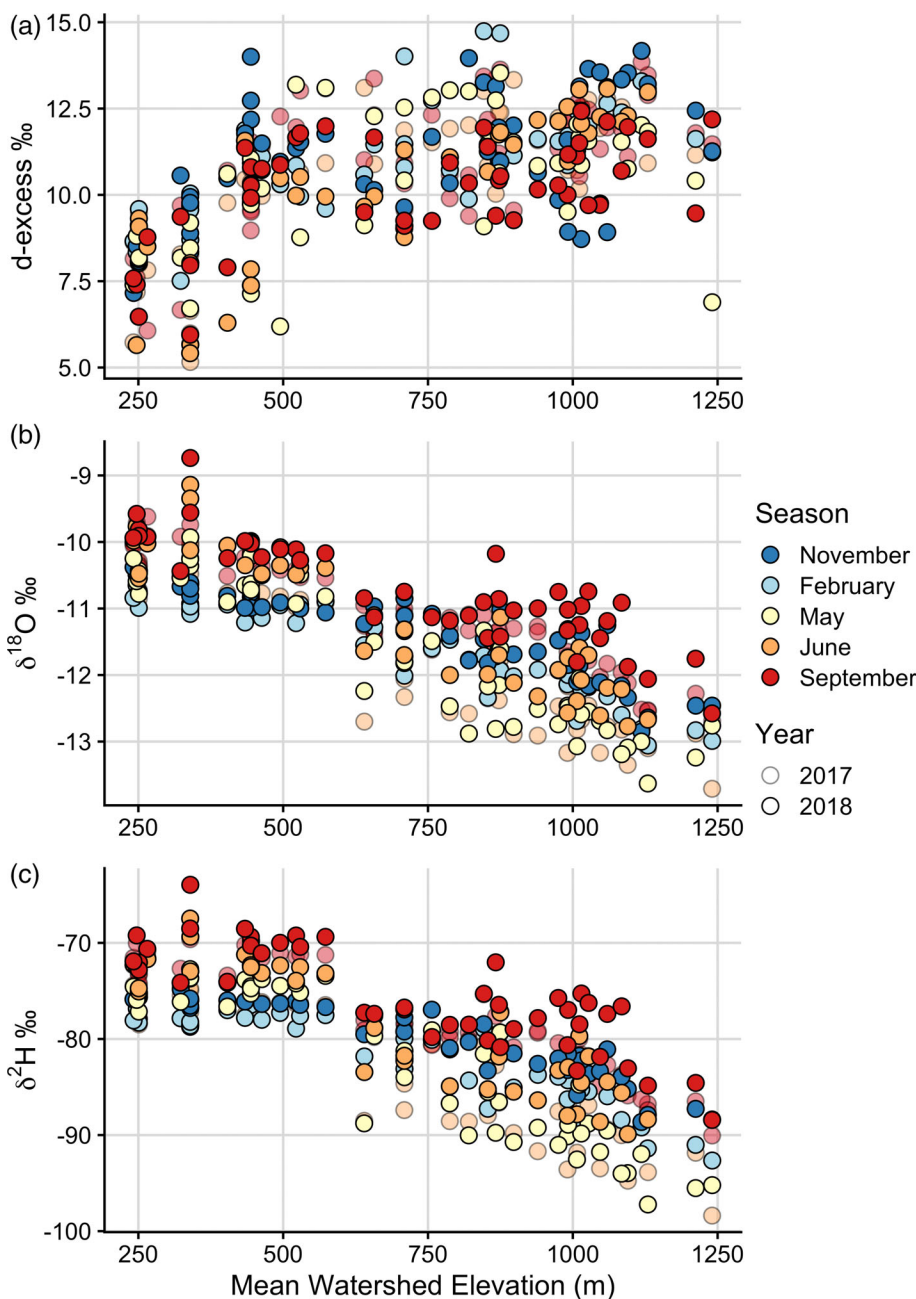 (a)
d-excess ‰
15.0
12.5
10.0
7.5
5.0
250 500 750 1000 1250
(b)
δ18O ‰
-9
-10
-11
-12
-13
250 500 750 1000 1250
Season
November
February
May
June
September
Year
2017
2018
(c)
δ2H ‰
-70
-80
-90
-100
250 500 750 1000 1250
Mean Watershed Elevation (m)